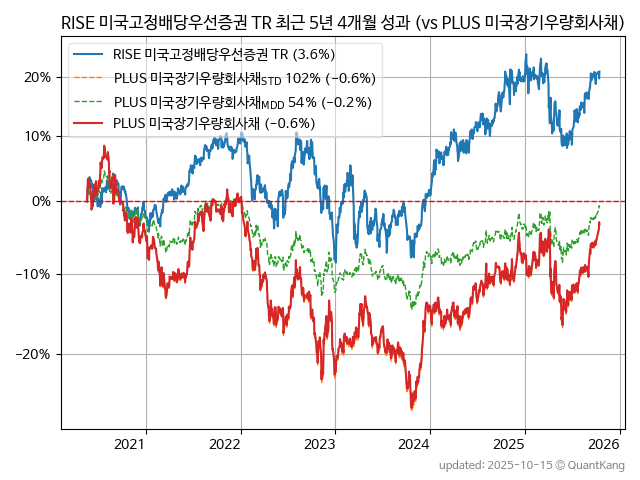 RISE 미국고정배당우선증권 TR 최근 5년 4개월 성과 (vs PLUS 미국장기우량회사채)
RISE 미국고정배당우선증권 TR (3.6%)
PLUS 미국장기우량회사채STD 102% (−0.6%)
PLUS 미국장기우량회사채MDD 54% (−0.2%)
PLUS 미국장기우량회사채 (−0.6%)
20%
10%
0%
−10%
−20%
2021
2022
2023
2024
2025
2026
updated: 2025-10-15 © QuantKang